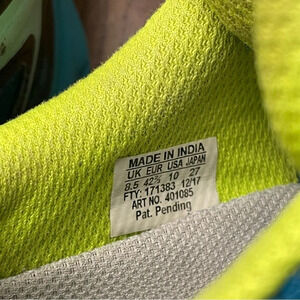 MADE IN INDIA
UK EUR USA JAPAN
8.5 42⅔ 10 27
FTY: 171383 12/17
ART NO. 401085
Pat. Pending